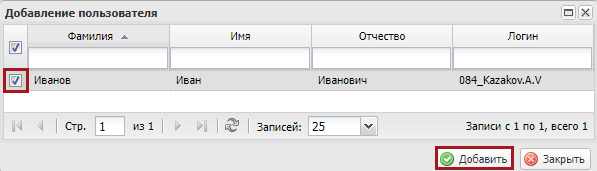 Добавление пользователя
Фамилия Имя Отчество Логин
Иванов Иван Иванович 084_Kazakov.A.V
Стр. 1 из 1 Записей: 25 Записи с 1 по 1, всего 1
Добавить Закрыть